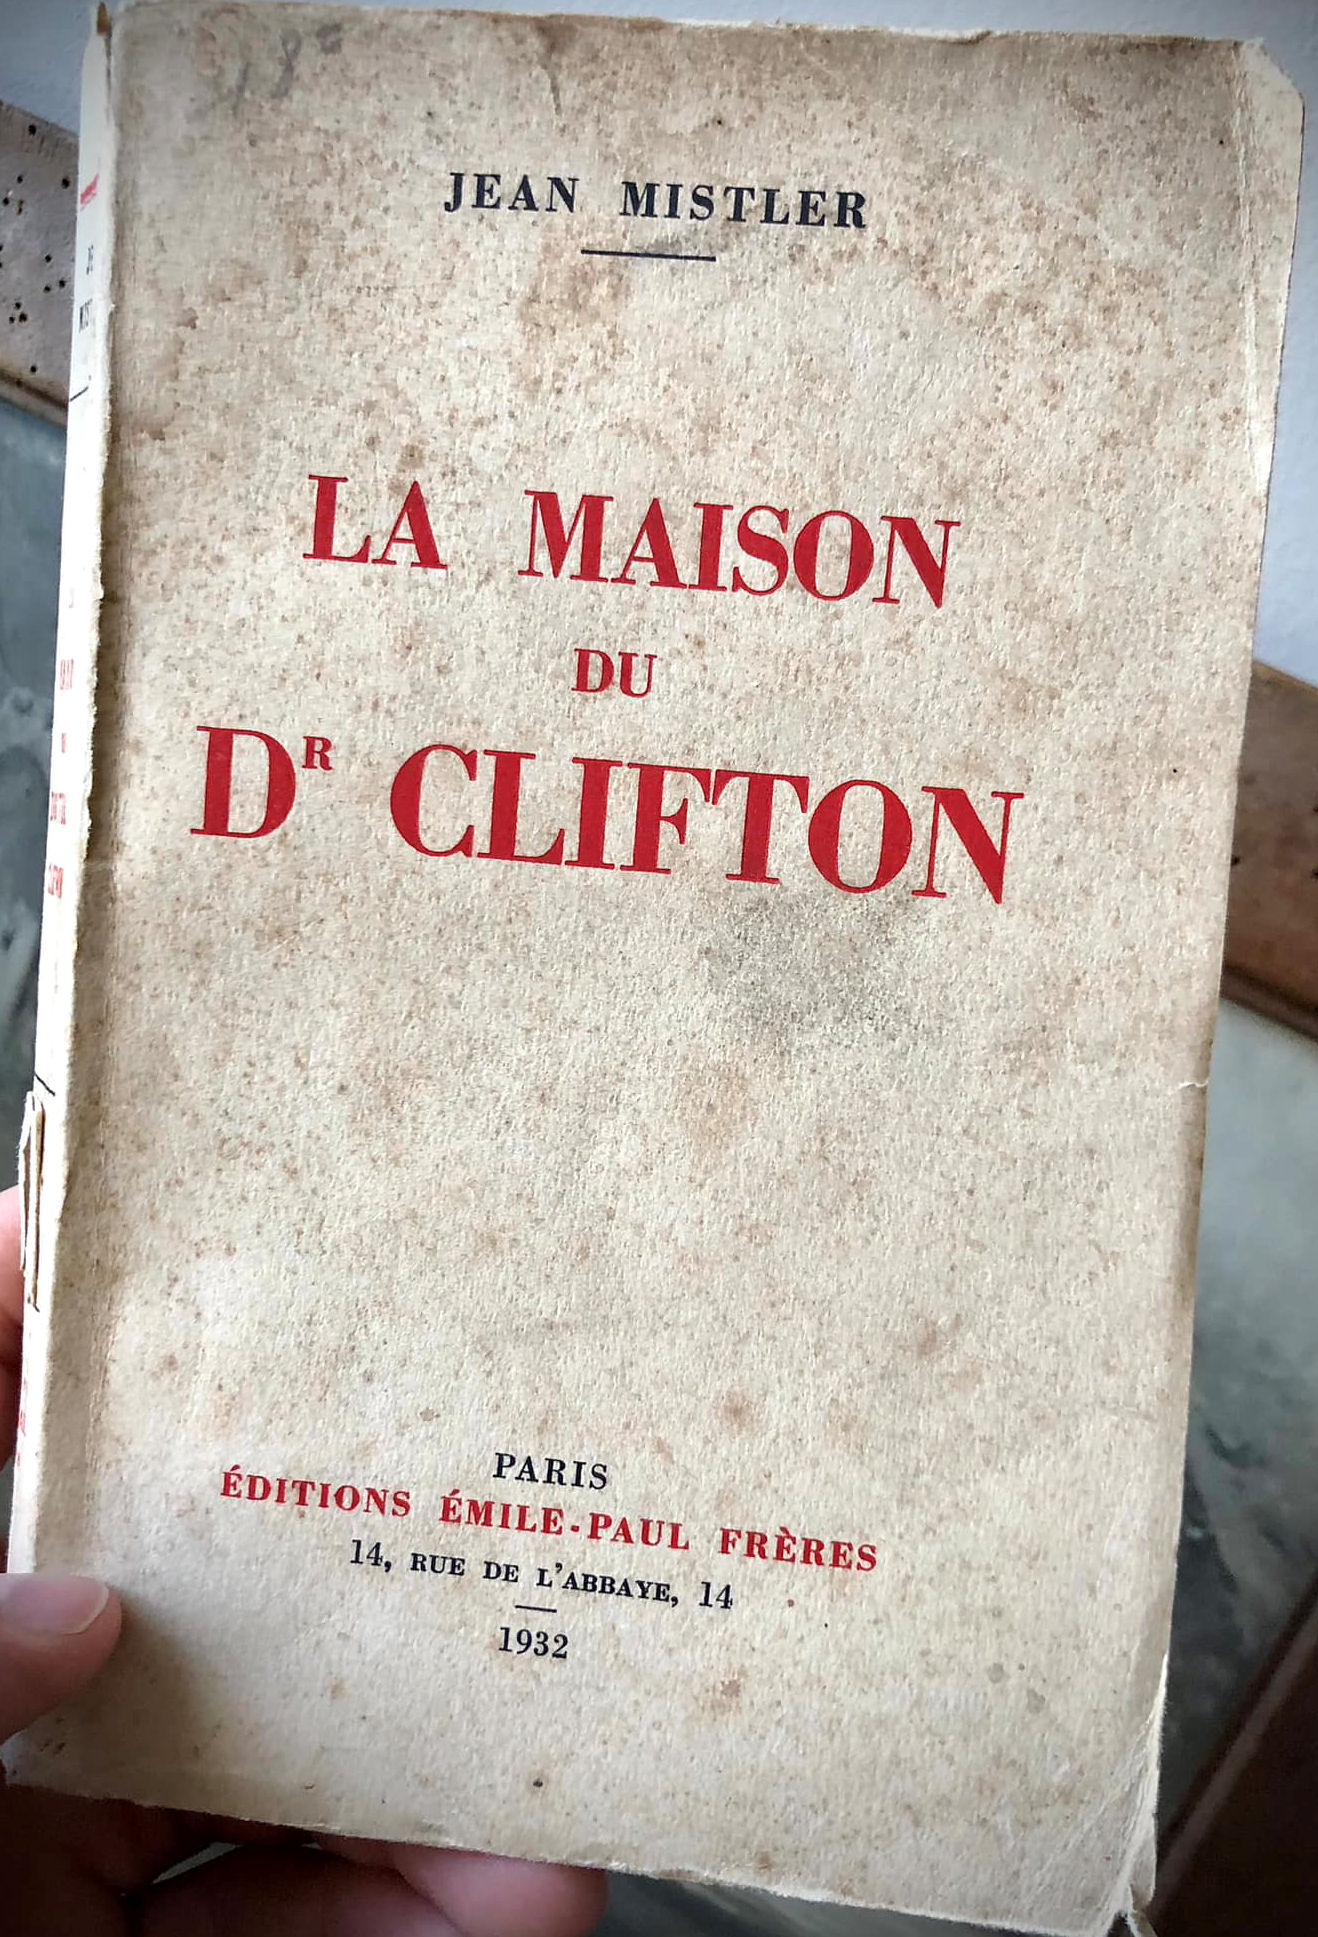 JEAN MISTLER
LA MAISON
DU
DR CLIFTON
PARIS
ÉDITIONS ÉMILE-PAUL FRÈRES
14, RUE DE L'ABBAYE, 14
1932